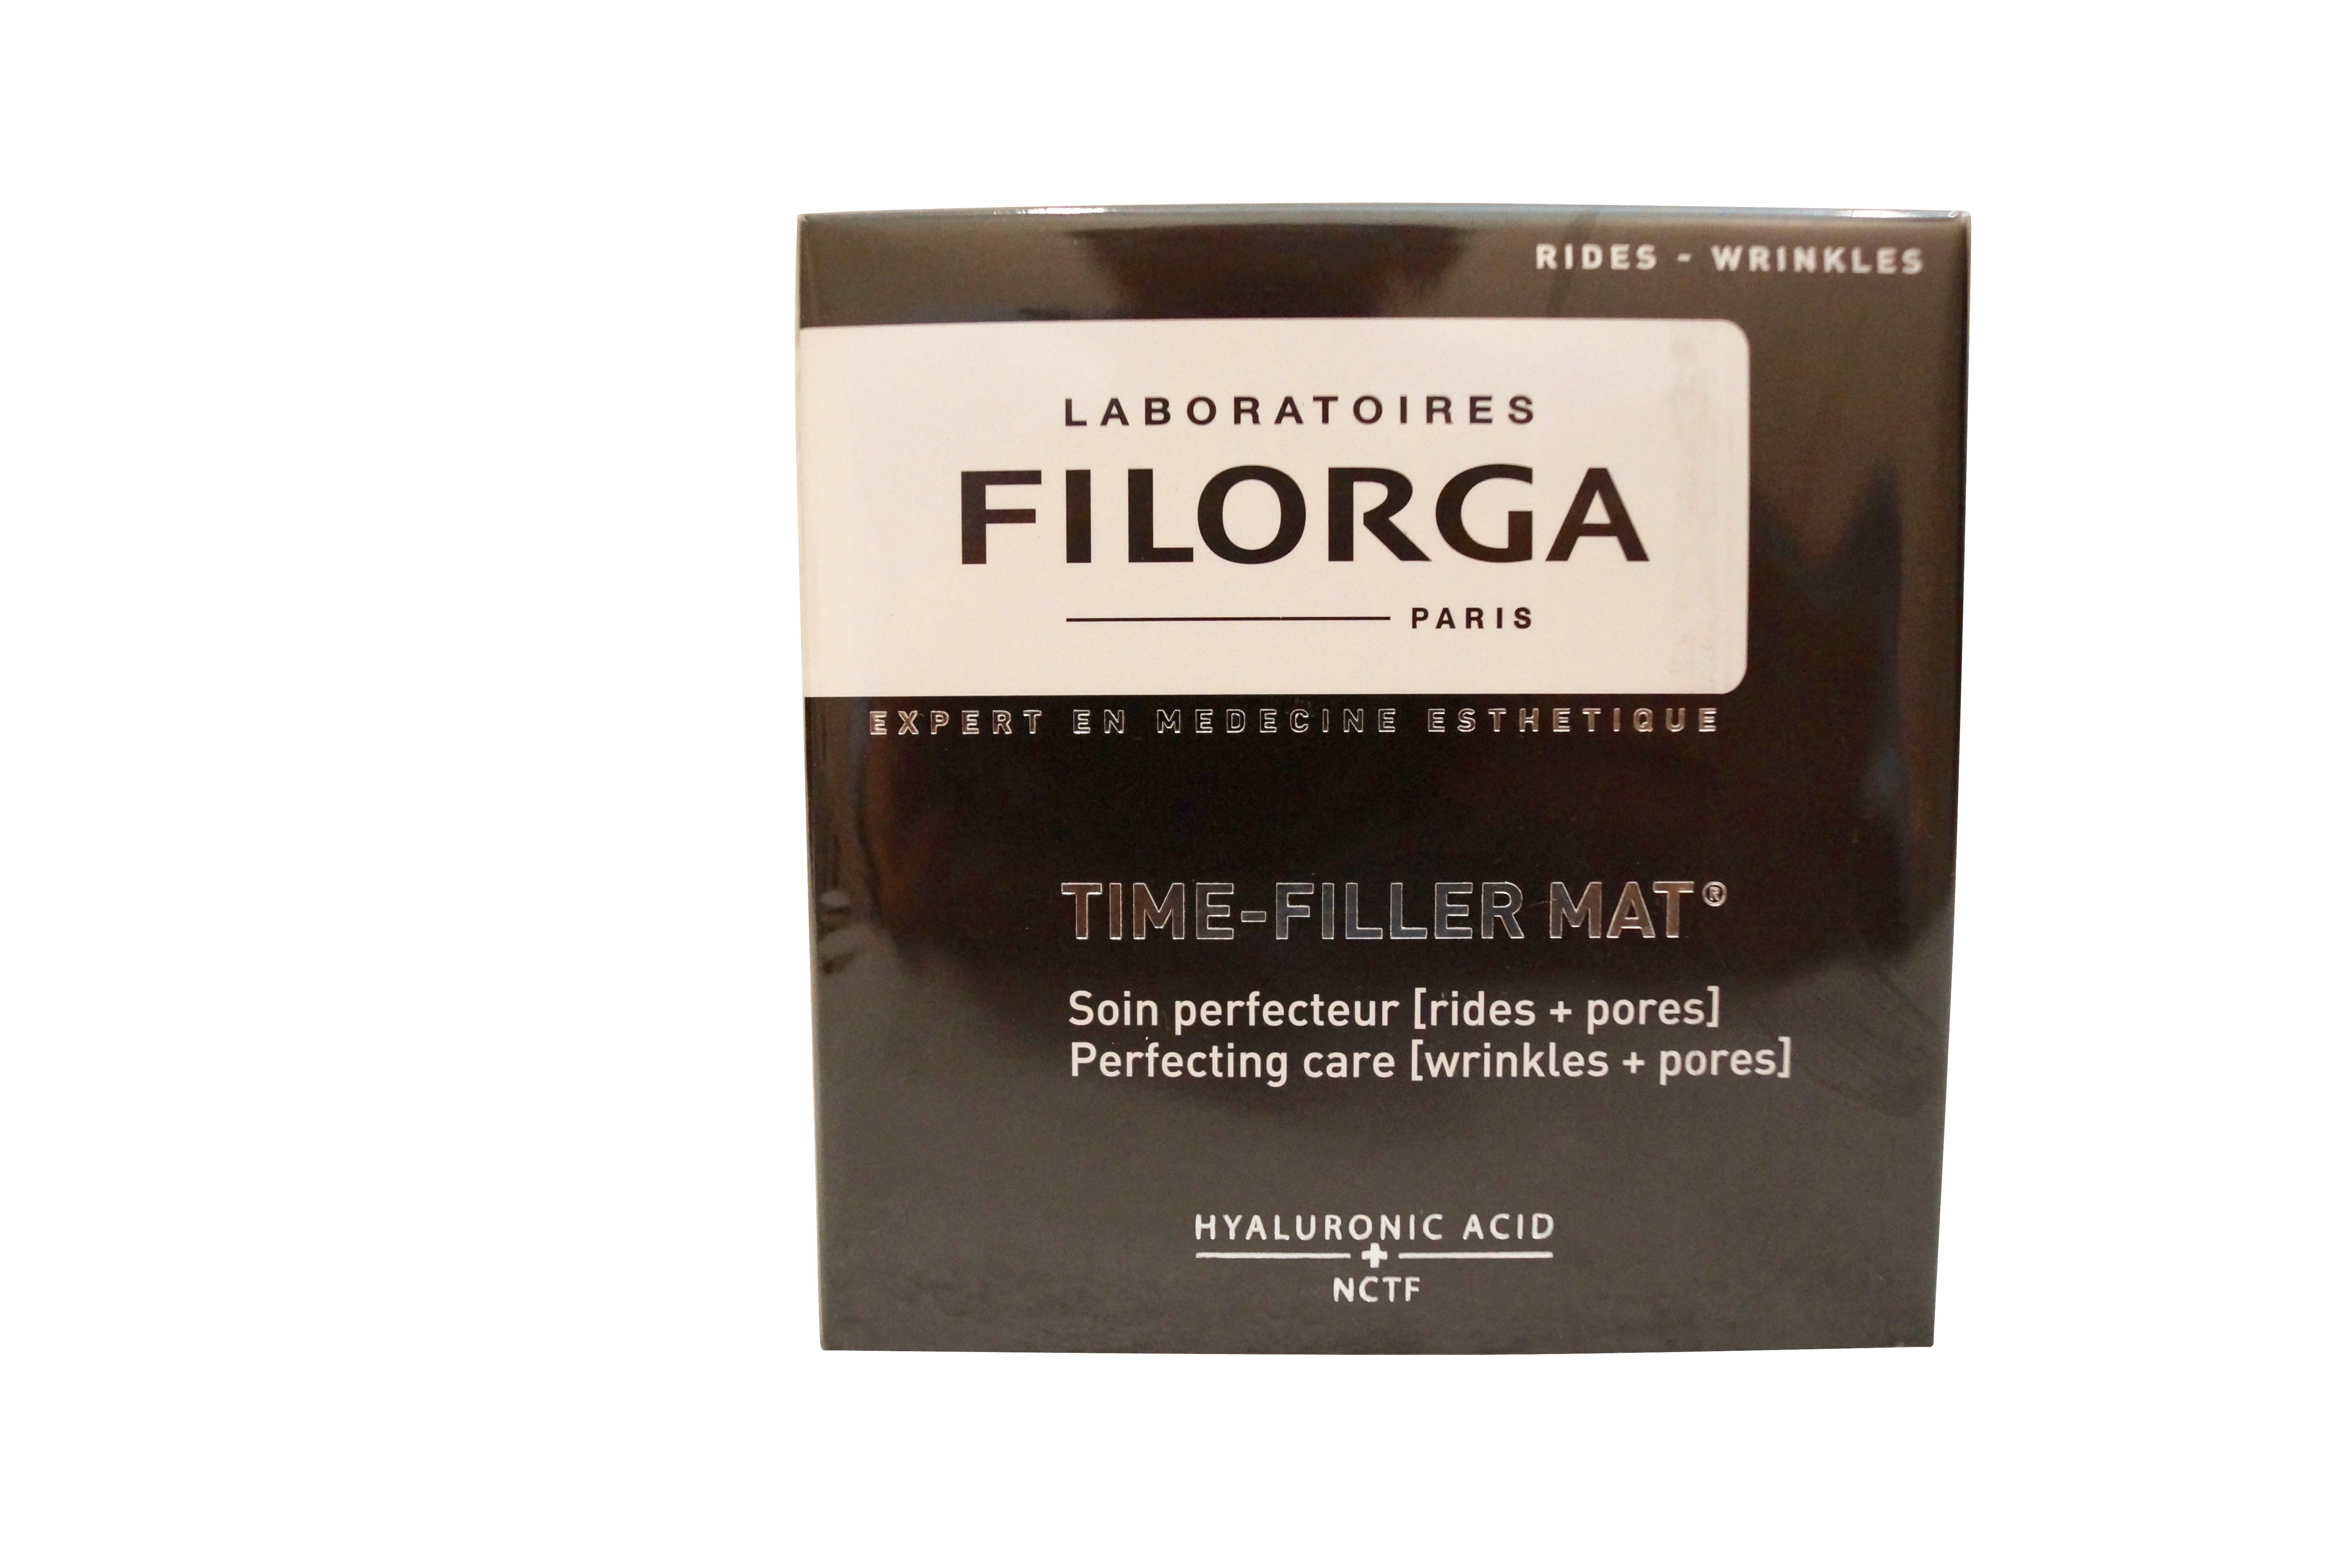 RIDES - WRINKLES
LABORATOIRES
FILORGA
PARIS
EXPERT EN MEDECINE ESTHETIQUE
TIME-FILLER MAT®
Soin perfecteur [rides + pores]
Perfecting care [wrinkles + pores]
HYALURONIC ACID
+
NCTF